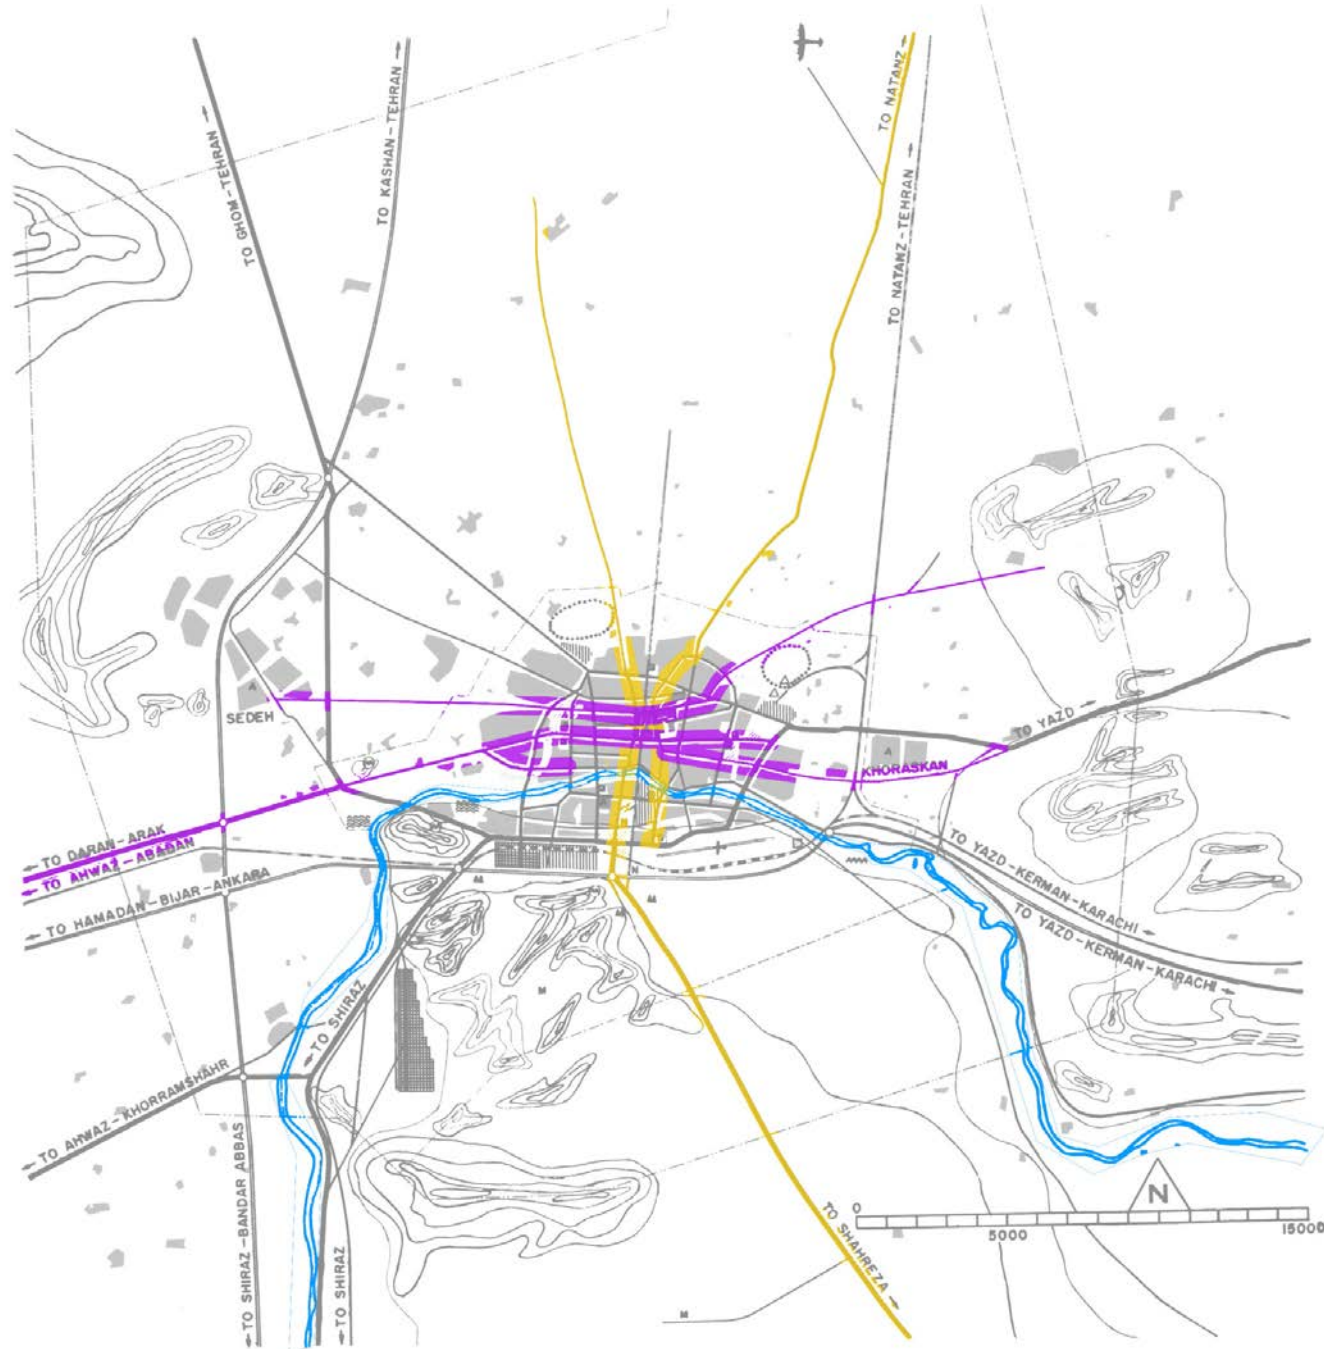 TO NATANZ
TO KASHAN-TEHRAN
TO GHOM-TEHRAN
TO NATANZ-TEHRAN
A
SEDEH
TO YAZD
A
KHORASKAN
TO DARAN-ARAK
TO AHWAZ-ABADAN
TO HAMADAN-BIJAR-ANKARA
TO YAZD-KERMAN-KARACHI
TO YAZD-KERMAN-KARACHI
N
M
TO SHIRAZ
TO AHWAZ-KHORRAMSHAHR
TO SHIRAZ-BANDAR ABBAS
TO SHIRAZ
TO SHAHREZA
M
N
0
5000
15000